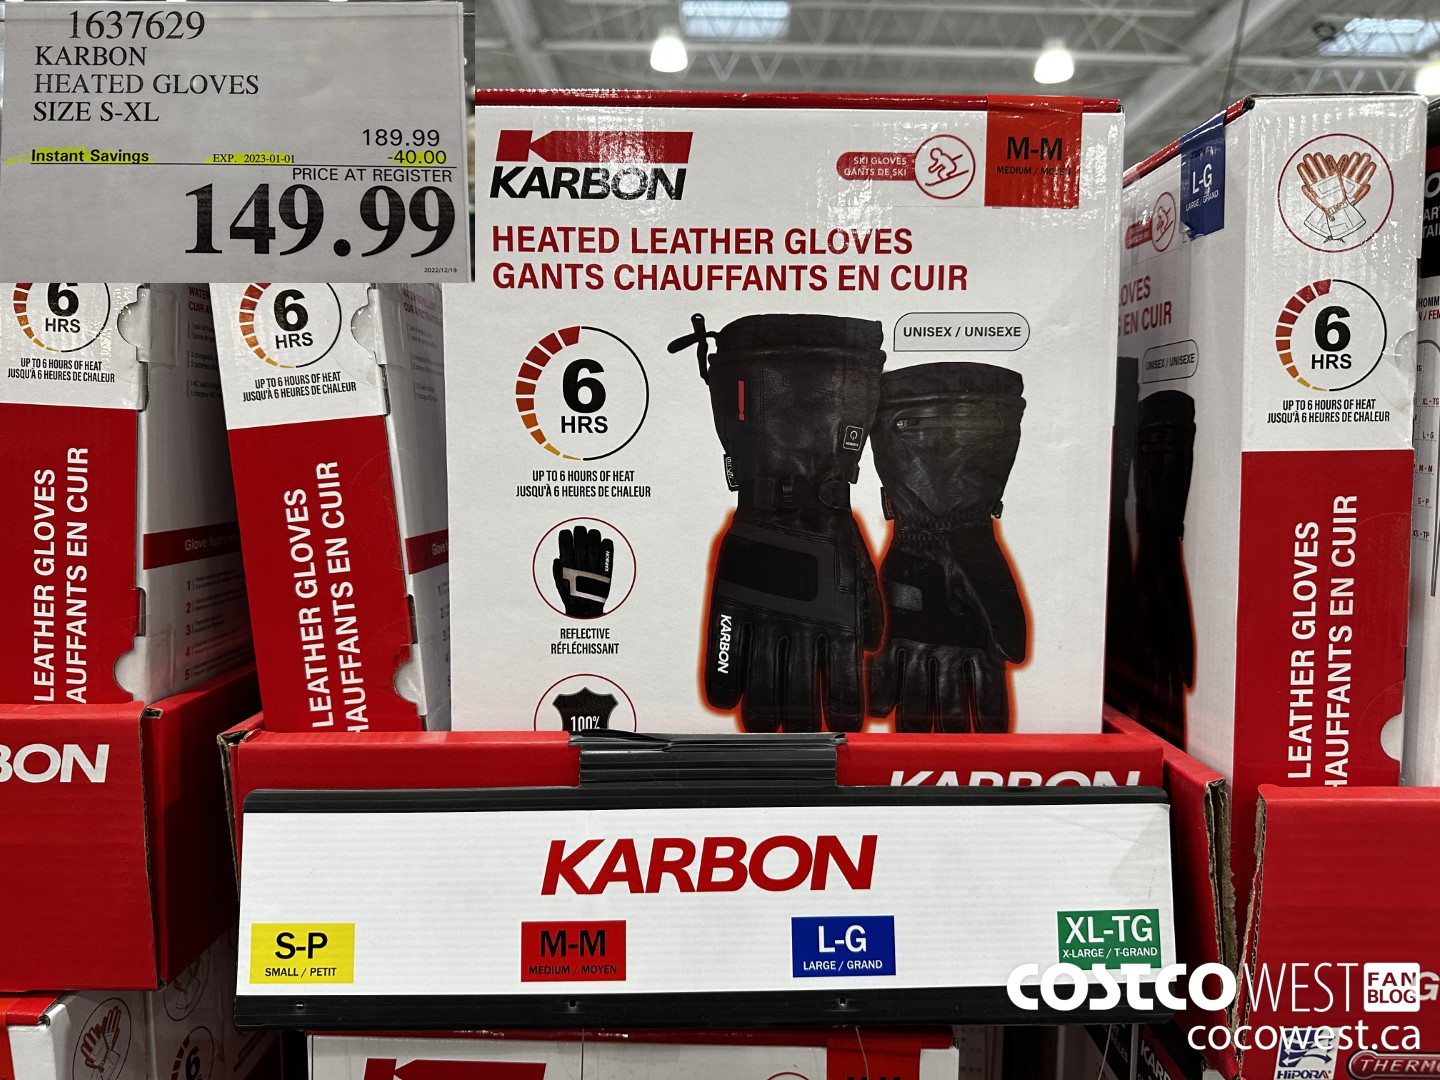 1637629
KARBON
HEATED GLOVES
SIZE S-XL
189.99
Instant Savings EXP. 2023-01-01 -40.00
PRICE AT REGISTER
149.99
2022/12/19
KARBON
SKI GLOVES
GANTS DE SKI
M-M
MEDIUM / MOYEN
HEATED LEATHER GLOVES
GANTS CHAUFFANTS EN CUIR
UNISEX / UNISEXE
6
HRS
UP TO 6 HOURS OF HEAT
JUSQU'À 6 HEURES DE CHALEUR
REFLECTIVE
RÉFLÉCHISSANT
100%
KARBON
6
HRS
UP TO 6 HOURS OF HEAT
JUSQU'À 6 HEURES DE CHALEUR
LEATHER GLOVES
AUFFANTS EN CUIR
6
HRS
UP TO 6 HOURS OF HEAT
JUSQU'À 6 HEURES DE CHALEUR
LEATHER GLOVES
HAUFFANTS EN CUIR
L-G
LARGE / GRAND
OVES
EN CUIR
UNISEX / UNISEXE
6
HRS
UP TO 6 HOURS OF HEAT
JUSQU'À 6 HEURES DE CHALEUR
LEATHER GLOVES
HAUFFANTS EN CUIR
BON
KARBON
KARBON
S-P
SMALL / PETIT
M-M
MEDIUM / MOYEN
L-G
LARGE / GRAND
XL-TG
X-LARGE / T-GRAND
COSTCO WEST FAN BLOG
cocowest.ca
KARBON
HIPORA
THERM
6